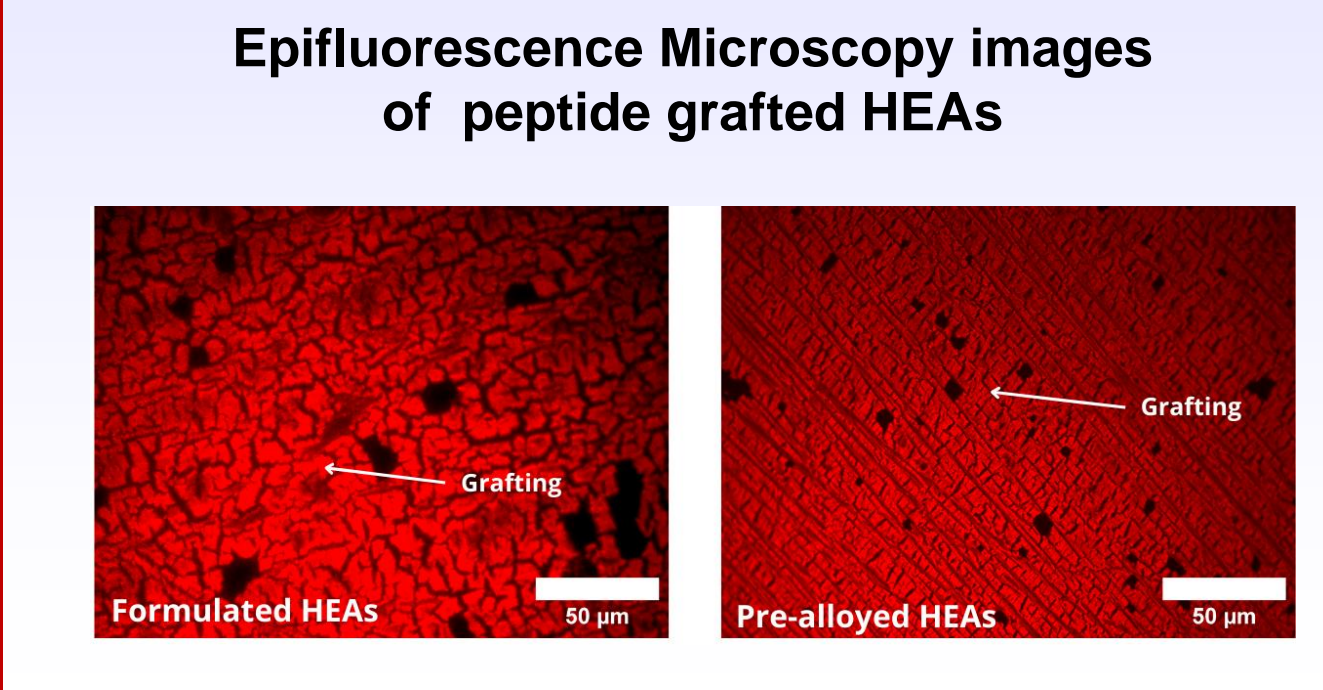 Epifluorescence Microscopy images
of peptide grafted HEAs
Grafting
Formulated HEAs
50 µm
Grafting
Pre-alloyed HEAs
50 µm